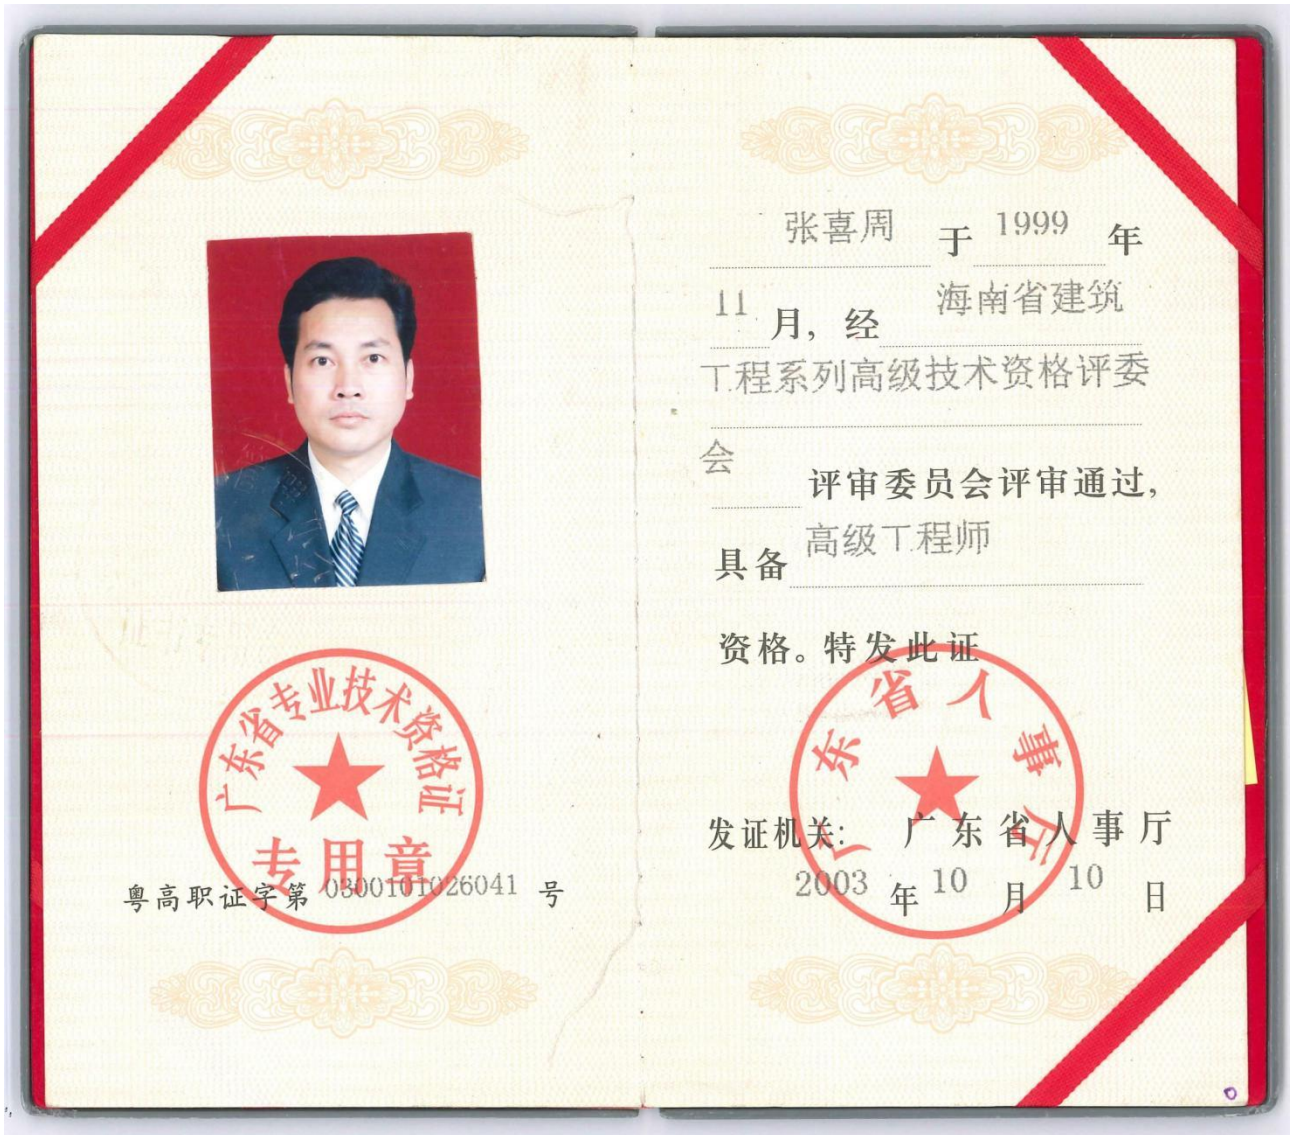 广东省专业技术资格证
专用章
粤高职证字第 0300101026041 号
张喜周 于 1999 年
11 月，经 海南省建筑
工程系列高级技术资格评委
会 评审委员会评审通过，
具备 高级工程师
资格。特发此证
广东省人事厅
发证机关: 广东省人事厅
2003 年 10 月 10 日